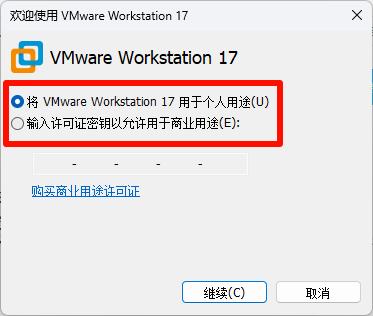 欢迎使用 VMware Workstation 17
VMware Workstation 17
将 VMware Workstation 17 用于个人用途(U)
输入许可证密钥以允许用于商业用途(E):
- - - -
购买商业用途许可证
继续(C)
取消